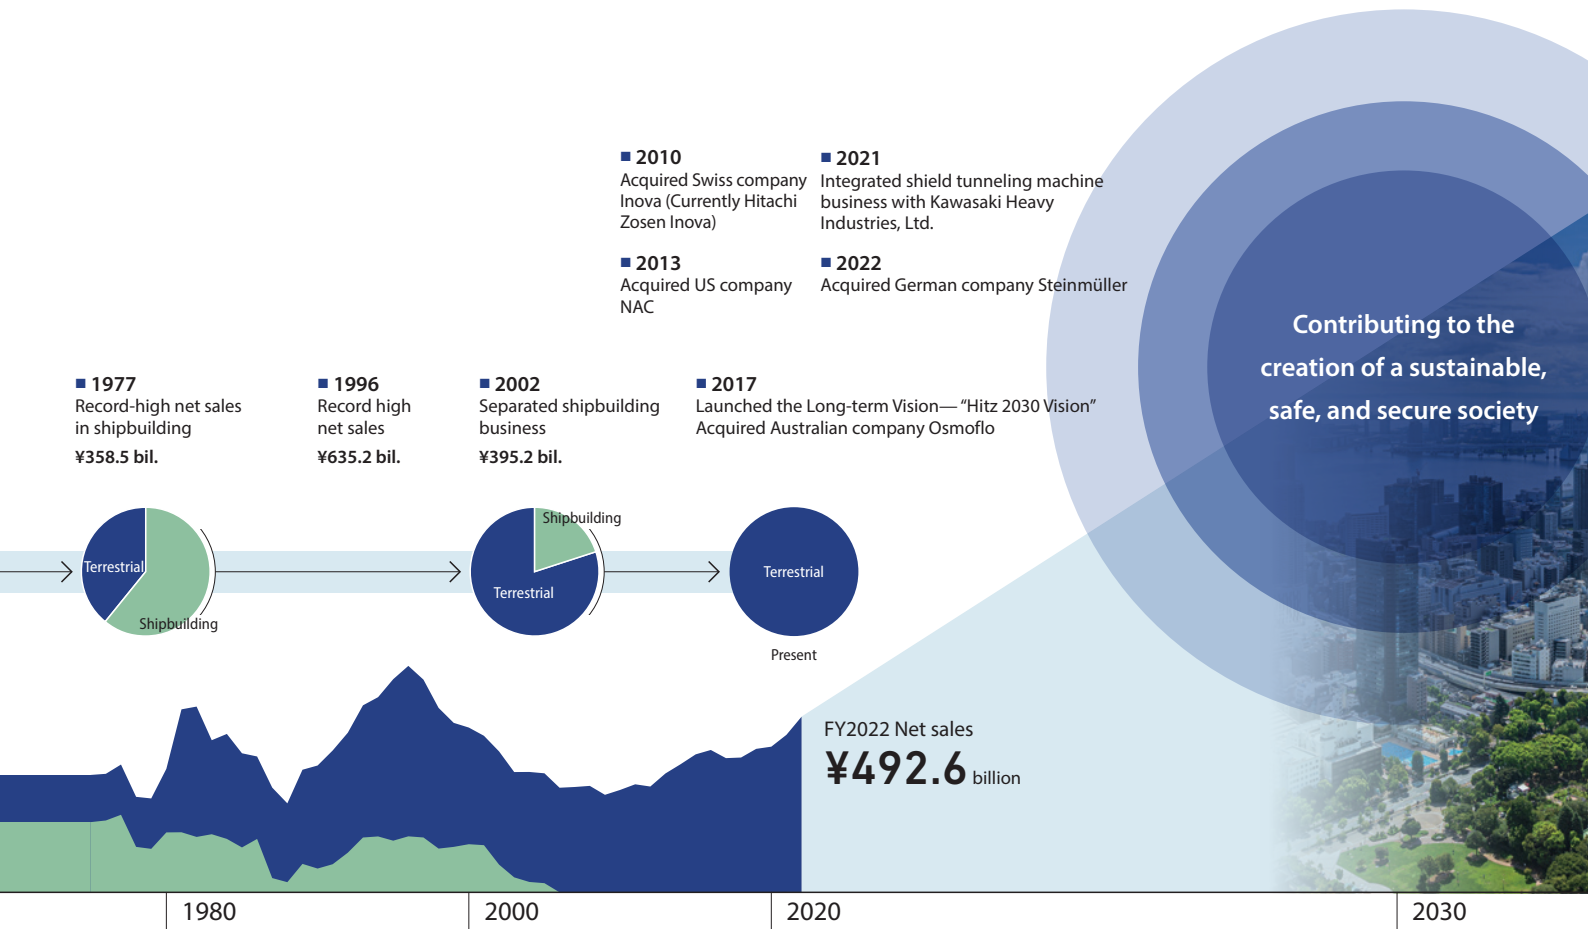 ■ 2010
Acquired Swiss company
Inova (Currently Hitachi
Zosen Inova)
■ 2021
Integrated shield tunneling machine
business with Kawasaki Heavy
Industries, Ltd.
■ 2013
Acquired US company
NAC
■ 2022
Acquired German company Steinmüller
Contributing to the
creation of a sustainable,
safe, and secure society
■ 1977
Record-high net sales
in shipbuilding
¥358.5 bil.
■ 1996
Record high
net sales
¥635.2 bil.
■ 2002
Separated shipbuilding
business
¥395.2 bil.
■ 2017
Launched the Long-term Vision— “Hitz 2030 Vision”
Acquired Australian company Osmoflo
Terrestrial
Shipbuilding
Shipbuilding
Terrestrial
Terrestrial
Present
FY2022 Net sales
¥492.6 billion
1980
2000
2020
2030